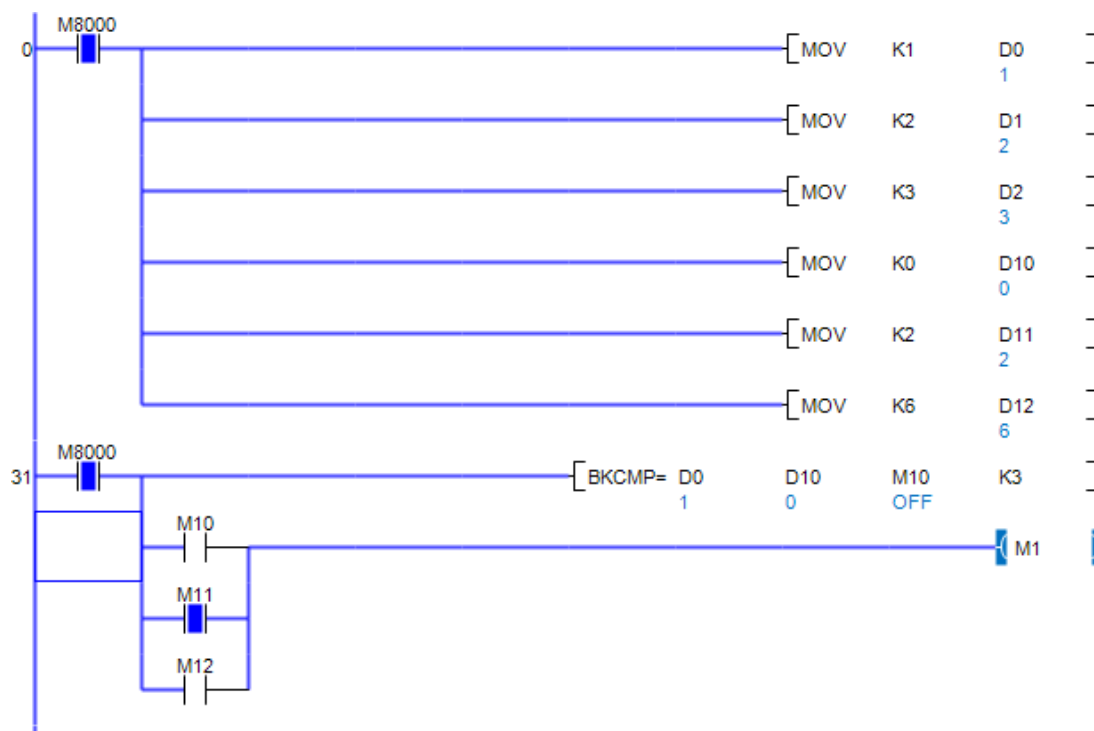 M8000
0 MOV K1 D0
1
MOV K2 D1
2
MOV K3 D2
3
MOV K0 D10
0
MOV K2 D11
2
MOV K6 D12
6
M8000
31 BKCMP= D0 D10 M10 K3
1 0 OFF
M10
M1
M11
M12